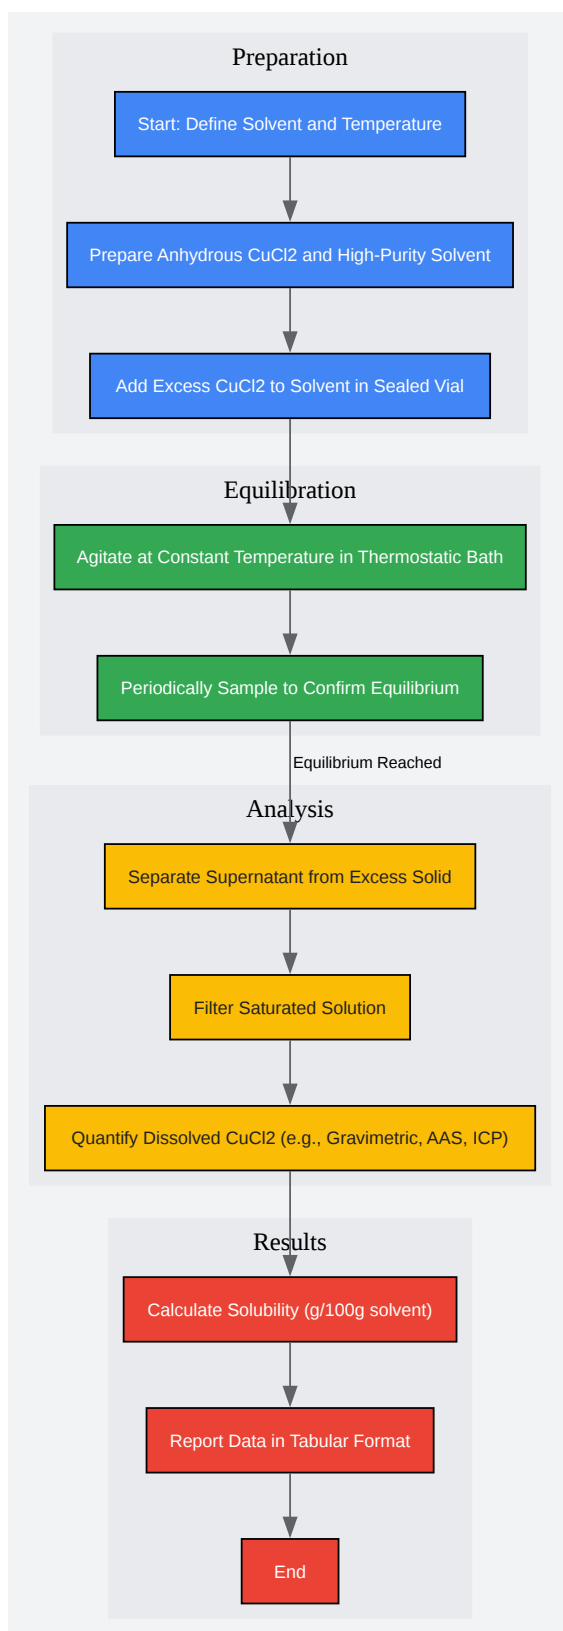 Preparation
Start: Define Solvent and Temperature
Prepare Anhydrous CuCl2 and High-Purity Solvent
Add Excess CuCl2 to Solvent in Sealed Vial
Equilibration
Agitate at Constant Temperature in Thermostatic Bath
Periodically Sample to Confirm Equilibrium
Equilibrium Reached
Analysis
Separate Supernatant from Excess Solid
Filter Saturated Solution
Quantify Dissolved CuCl2 (e.g., Gravimetric, AAS, ICP)
Results
Calculate Solubility (g/100g solvent)
Report Data in Tabular Format
End